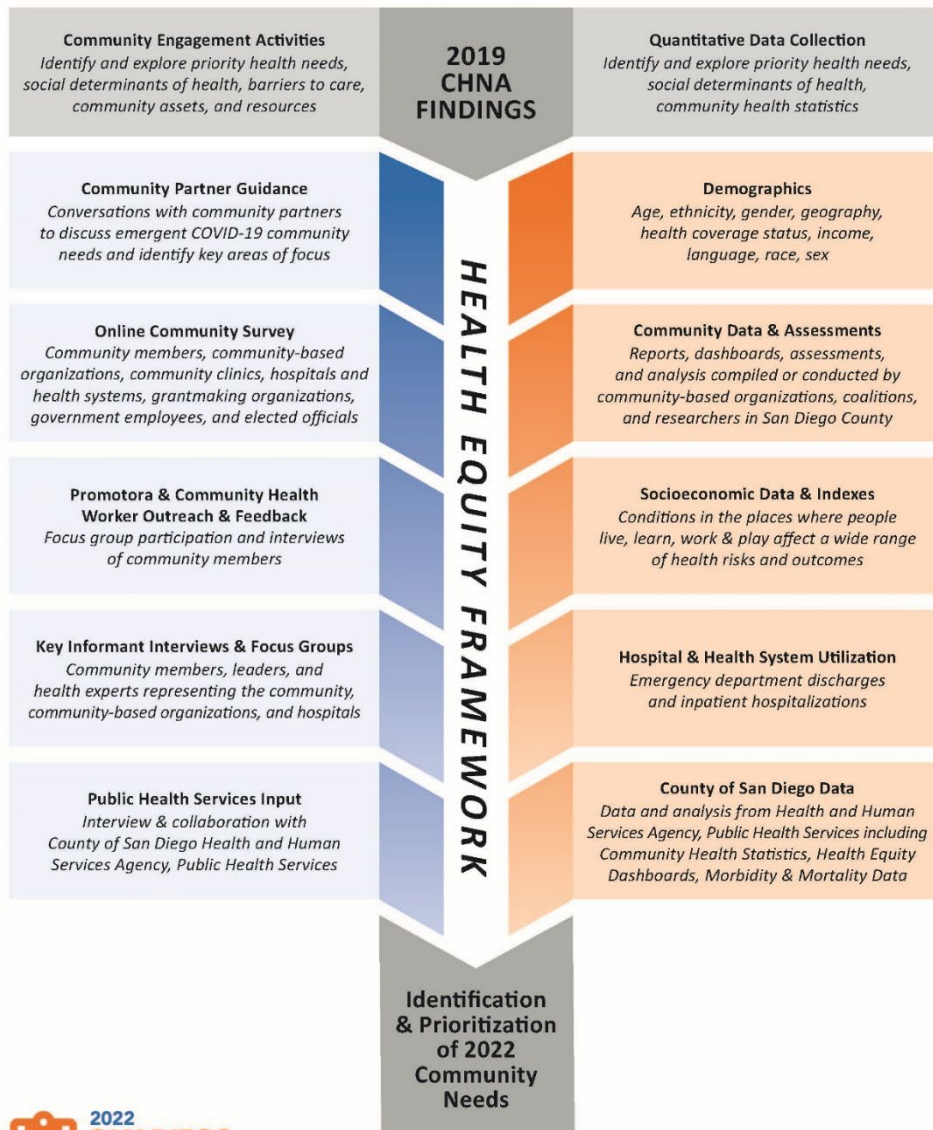 Community Engagement Activities
Identify and explore priority health needs,
social determinants of health, barriers to care,
community assets, and resources
2019
CHNA
FINDINGS
Quantitative Data Collection
Identify and explore priority health needs,
social determinants of health,
community health statistics
Community Partner Guidance
Conversations with community partners
to discuss emergent COVID-19 community
needs and identify key areas of focus
Demographics
Age, ethnicity, gender, geography,
health coverage status, income,
language, race, sex
HEALTH EQUITY FRAMEWORK
Online Community Survey
Community members, community-based
organizations, community clinics, hospitals and
health systems, grantmaking organizations,
government employees, and elected officials
Community Data & Assessments
Reports, dashboards, assessments,
and analysis compiled or conducted by
community-based organizations, coalitions,
and researchers in San Diego County
Promotora & Community Health
Worker Outreach & Feedback
Focus group participation and interviews
of community members
Socioeconomic Data & Indexes
Conditions in the places where people
live, learn, work & play affect a wide range
of health risks and outcomes
Key Informant Interviews & Focus Groups
Community members, leaders, and
health experts representing the community,
community-based organizations, and hospitals
Hospital & Health System Utilization
Emergency department discharges
and inpatient hospitalizations
Public Health Services Input
Interview & collaboration with
County of San Diego Health and Human
Services Agency, Public Health Services
County of San Diego Data
Data and analysis from Health and Human
Services Agency, Public Health Services including
Community Health Statistics, Health Equity
Dashboards, Morbidity & Mortality Data
Identification
& Prioritization
of 2022
Community
Needs
2022